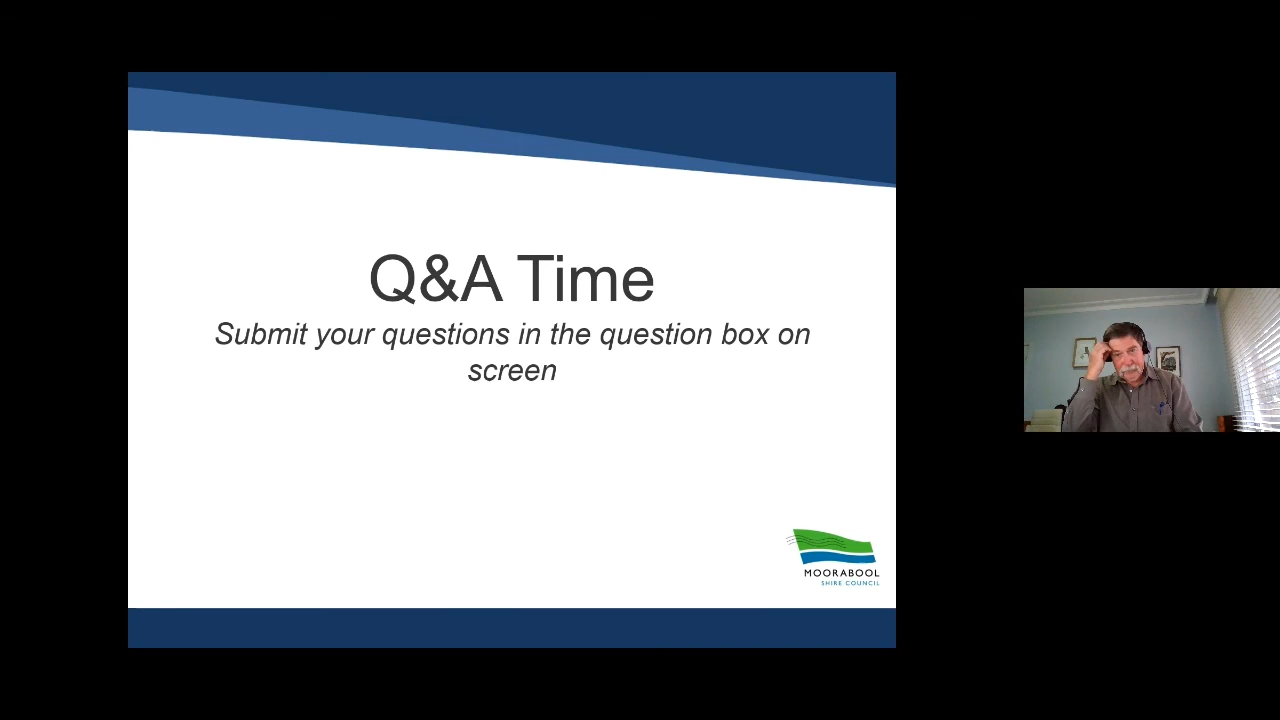 Q&A Time
Submit your questions in the question box on
screen
MOORABOOL
SHIRE COUNCIL